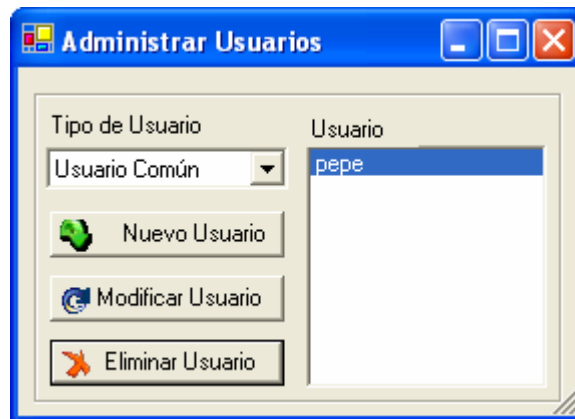 Administrar Usuarios
Tipo de Usuario
Usuario Común
Nuevo Usuario
Modificar Usuario
Eliminar Usuario
Usuario
pepe